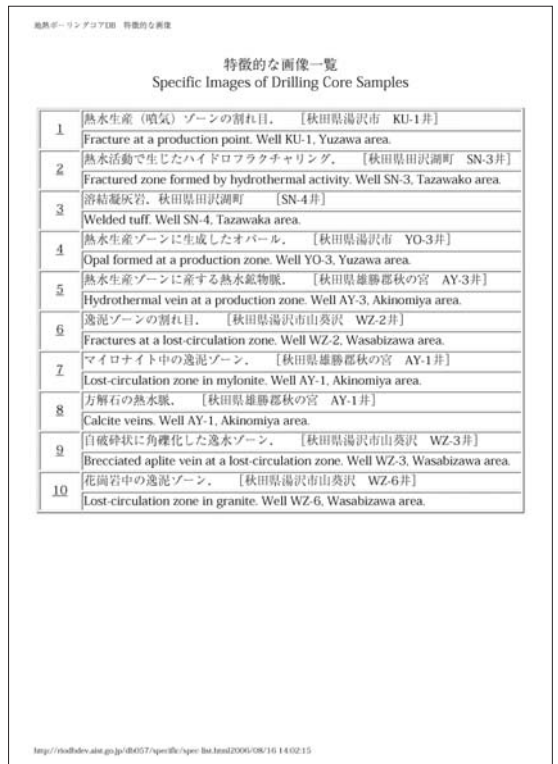 地熱ボーリングコアDB 特徴的な画像
特徴的な画像一覧
Specific Images of Drilling Core Samples
1
熱水生産（噴気）ゾーンの割れ目． ［秋田県湯沢市 KU-1井］
Fracture at a production point. Well KU-1, Yuzawa area.
2
熱水活動で生じたハイドロフラクチャリング． ［秋田県田沢湖町 SN-3井］
Fractured zone formed by hydrothermal activity. Well SN-3, Tazawako area.
3
溶結凝灰岩．秋田県田沢湖町 ［SN-4井］
Welded tuff. Well SN-4, Tazawaka area.
4
熱水生産ゾーンに生成したオパール． ［秋田県湯沢市 YO-3井］
Opal formed at a production zone. Well YO-3, Yuzawa area.
5
熱水生産ゾーンに産する熱水鉱物脈． ［秋田県雄勝郡秋の宮 AY-3井］
Hydrothermal vein at a production zone. Well AY-3, Akinomiya area.
6
逸泥ゾーンの割れ目． ［秋田県湯沢市山葵沢 WZ-2井］
Fractures at a lost-circulation zone. Well WZ-2, Wasabizawa area.
7
マイロナイト中の逸泥ゾーン． ［秋田県雄勝郡秋の宮 AY-1井］
Lost-circulation zone in mylonite. Well AY-1, Akinomiya area.
8
方解石の熱水脈． ［秋田県雄勝郡秋の宮 AY-1井］
Calcite veins. Well AY-1, Akinomiya area.
9
自破砕状に角礫化した逸水ゾーン． ［秋田県湯沢市山葵沢 WZ-3井］
Brecciated aplite vein at a lost-circulation zone. Well WZ-3, Wasabizawa area.
10
花崗岩中の逸泥ゾーン． ［秋田県湯沢市山葵沢 WZ-6井］
Lost-circulation zone in granite. Well WZ-6, Wasabizawa area.
http://riodbdev.aist.go.jp/db057/specific/spec-list.html2006/08/16 14:02:15